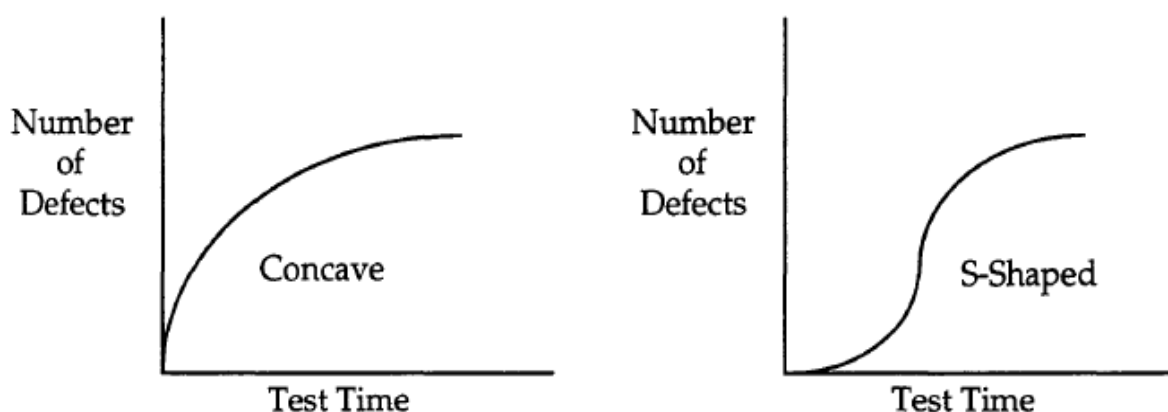 Number
of
Defects
Concave
Test Time
Number
of
Defects
S-Shaped
Test Time